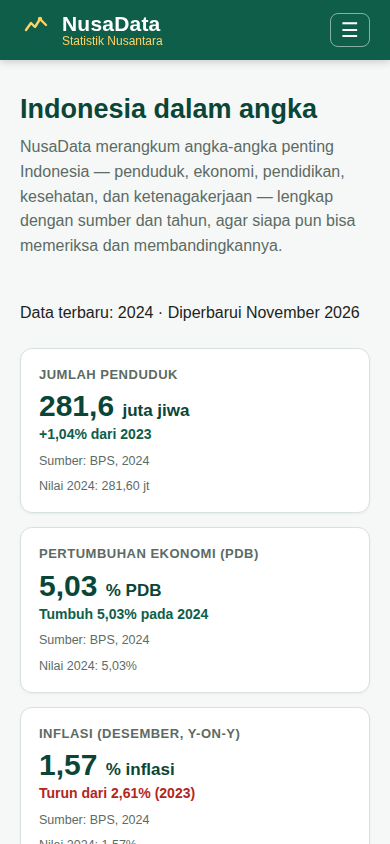 NusaData
Statistik Nusantara
Indonesia dalam angka
NusaData merangkum angka-angka penting
Indonesia — penduduk, ekonomi, pendidikan,
kesehatan, dan ketenagakerjaan — lengkap
dengan sumber dan tahun, agar siapa pun bisa
memeriksa dan membandingkannya.
Data terbaru: 2024 · Diperbarui November 2026
JUMLAH PENDUDUK
281,6 juta jiwa
+1,04% dari 2023
Sumber: BPS, 2024
Nilai 2024: 281,60 jt
PERTUMBUHAN EKONOMI (PDB)
5,03 % PDB
Tumbuh 5,03% pada 2024
Sumber: BPS, 2024
Nilai 2024: 5,03%
INFLASI (DESEMBER, Y-ON-Y)
1,57 % inflasi
Turun dari 2,61% (2023)
Sumber: BPS, 2024
Nilai 2024: 1,57%